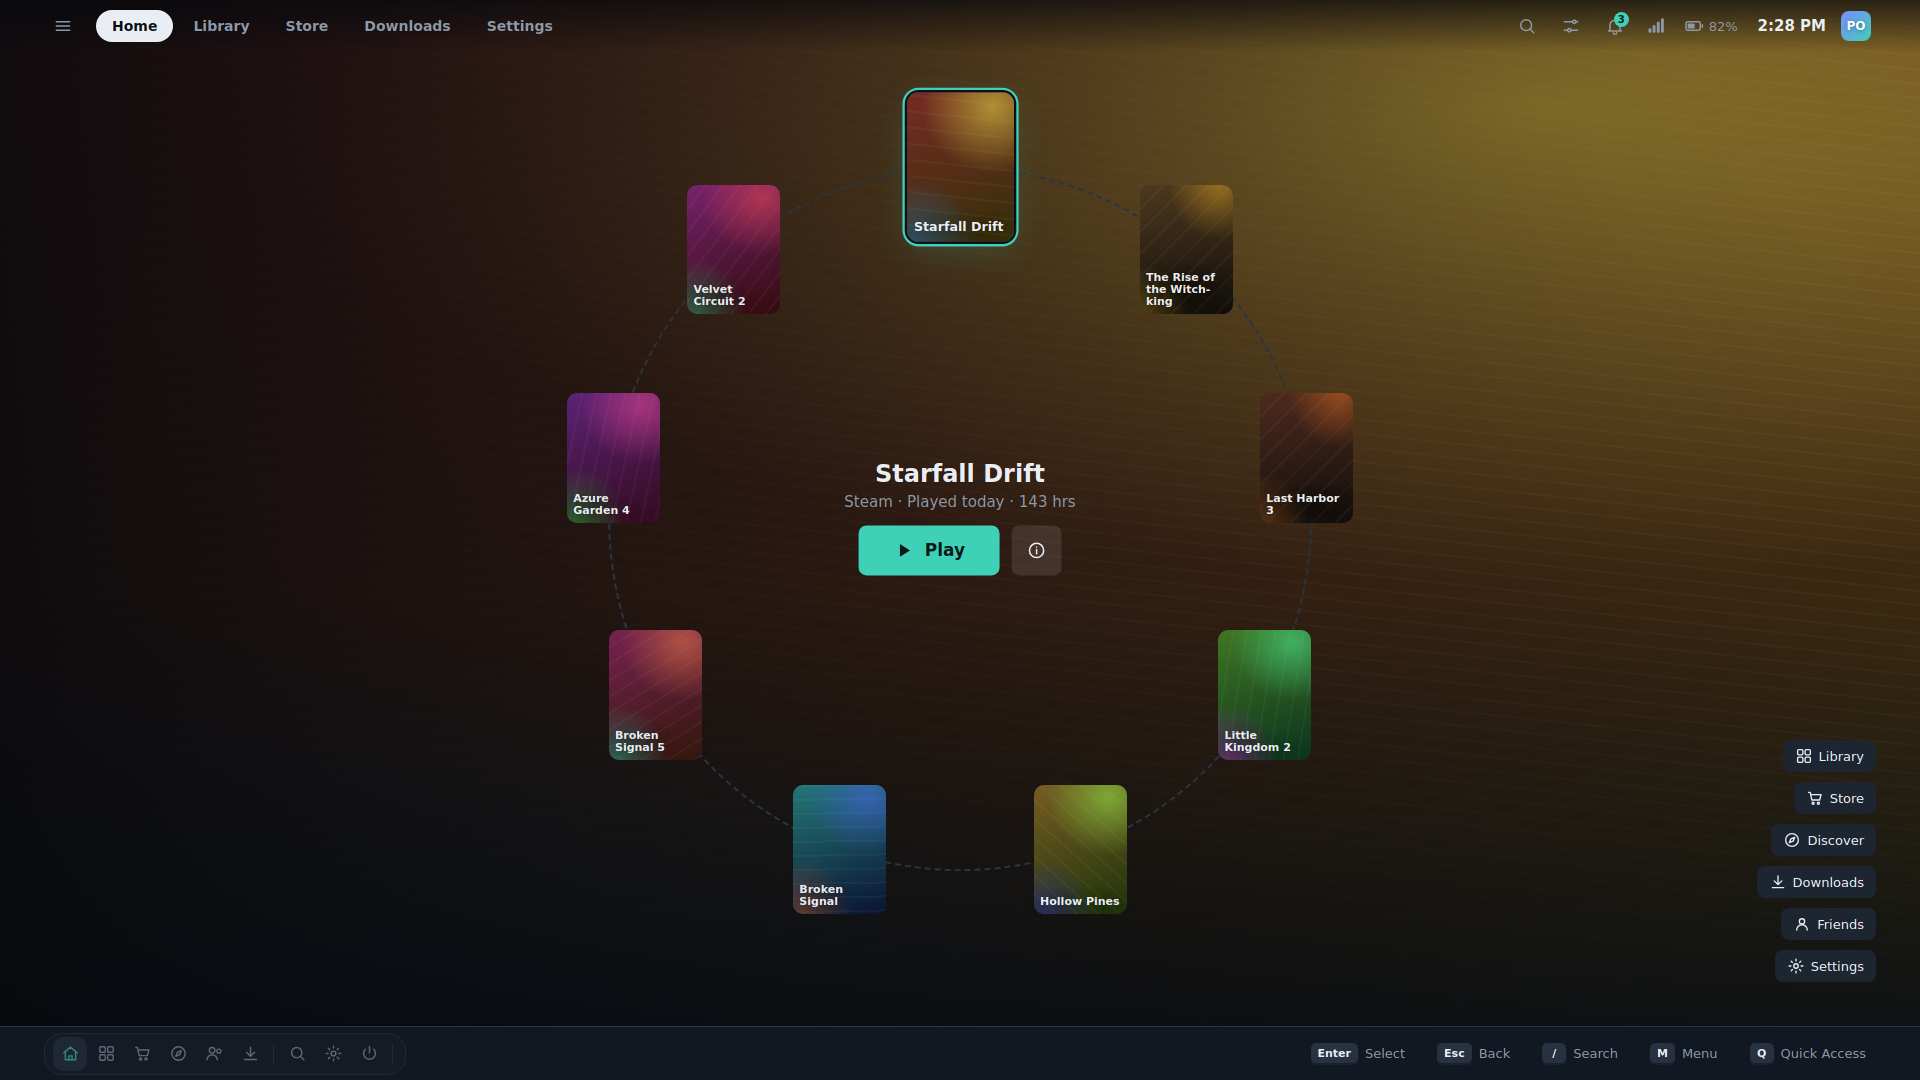 Home
Library
Store
Downloads
Settings
3
82%
2:28 PM
PO
Starfall Drift
Velvet
Circuit 2
The Rise of
the Witch-
king
Azure
Garden 4
Last Harbor
3
Starfall Drift
Steam · Played today · 143 hrs
Play
Broken
Signal 5
Little
Kingdom 2
Broken
Signal
Hollow Pines
Library
Store
Discover
Downloads
Friends
Settings
Enter Select
Esc Back
/ Search
M Menu
Q Quick Access